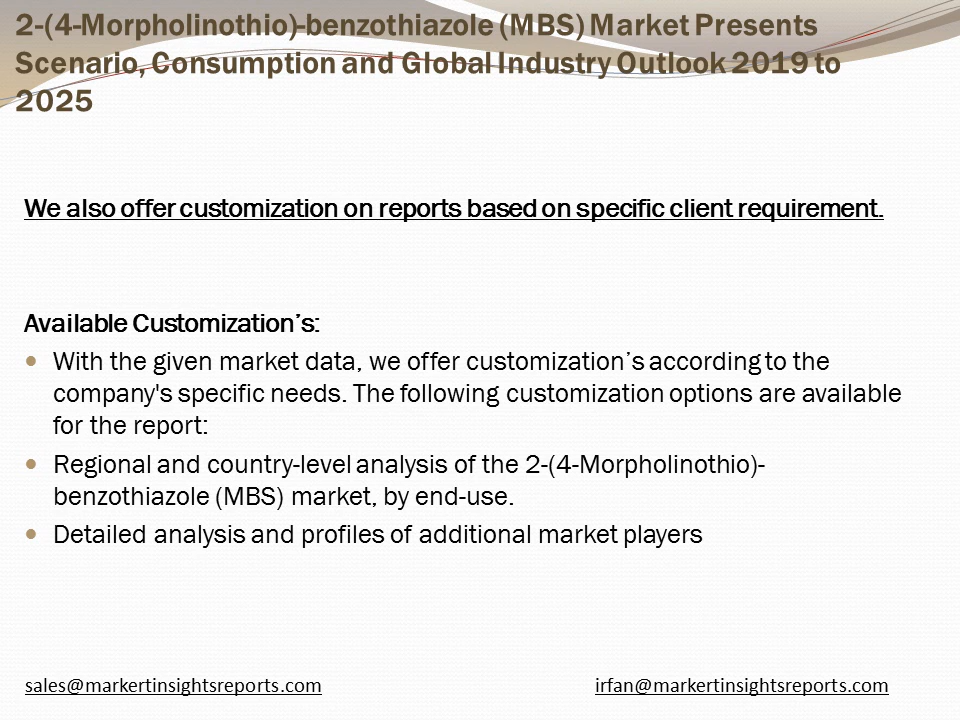 2-(4-Morpholinothio)-benzothiazole (MBS) Market Presents
Scenario, Consumption and Global Industry Outlook 2019 to
2025
We also offer customization on reports based on specific client requirement.
Available Customization’s:
With the given market data, we offer customization’s according to the
company's specific needs. The following customization options are available
for the report:
Regional and country-level analysis of the 2-(4-Morpholinothio)-
benzothiazole (MBS) market, by end-use.
Detailed analysis and profiles of additional market players
sales@markertinsightsreports.com
irfan@markertinsightsreports.com